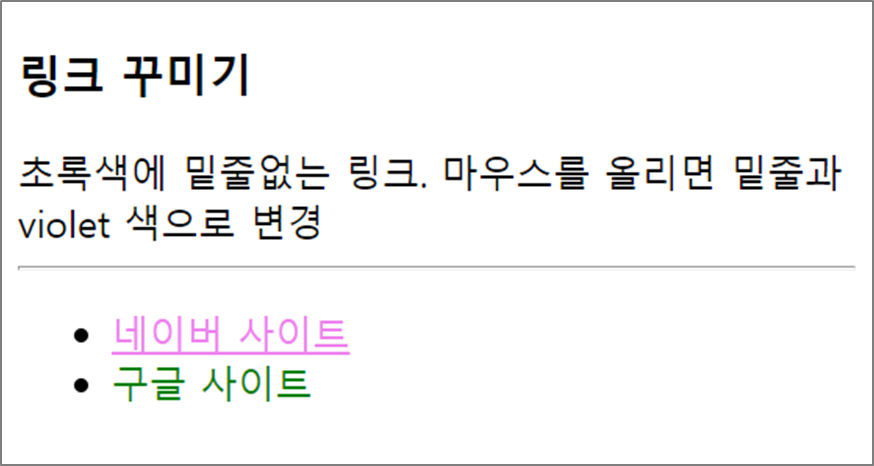 링크 꾸미기
초록색에 밑줄없는 링크. 마우스를 올리면 밑줄과
violet 색으로 변경
네이버 사이트
구글 사이트